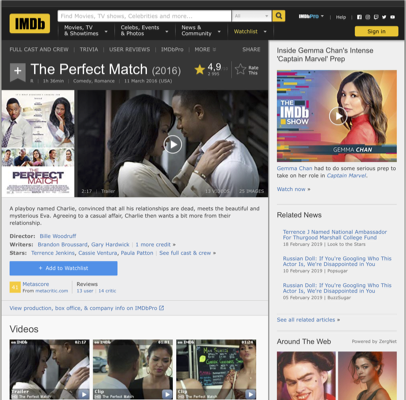 IMDb
Find Movies, TV shows, Celebrities and more...
All
IMDbPro
Help
Movies, TV
& Showtimes
Celebs, Events
& Photos
News &
Community
Watchlist
Sign in
FULL CAST AND CREW | TRIVIA | USER REVIEWS | IMDbPro | MORE
SHARE
The Perfect Match (2016)
4,9
Rate
This
1h 36min | Comedy, Romance | 11 March 2016 (USA)
THE
PERFECT
MATCH
2:17 | Trailer
13 VIDEOS | 25 IMAGES
A playboy named Charlie, convinced that all his relationships are dead, meets the beautiful and
mysterious Eva. Agreeing to a casual affair, Charlie then wants a bit more from their
relationship.
Director: Bille Woodruff
Writers: Brandon Broussard, Gary Hardwick | 1 more credit »
Stars: Terrence Jenkins, Cassie Ventura, Paula Patton | See full cast & crew »
+ Add to Watchlist
Metascore
From metacritic.com
Reviews
13 user | 14 critic
View production, box office, & company info on IMDbPro
Videos
Trailer
The Perfect Match
Clip
The Perfect Match
Clip
The Perfect Match
Inside Gemma Chan's Intense
'Captain Marvel' Prep
THE
IMDb
SHOW
GEMMA CHAN
Gemma Chan had to do some serious prep to
take on her role in Captain Marvel.
Watch now »
Related News
Terrence J Named National Ambassador
For Thurgood Marshall College Fund
18 February 2019 | Look to the Stars
Russian Doll: If You're Googling Who This
Actor Is, We're Disappointed in You
10 February 2019 | Popsugar
Russian Doll: If You're Googling Who This
Actor Is, We're Disappointed in You
05 February 2019 | BuzzSugar
See all related articles »
Around The Web
Powered by ZergNet